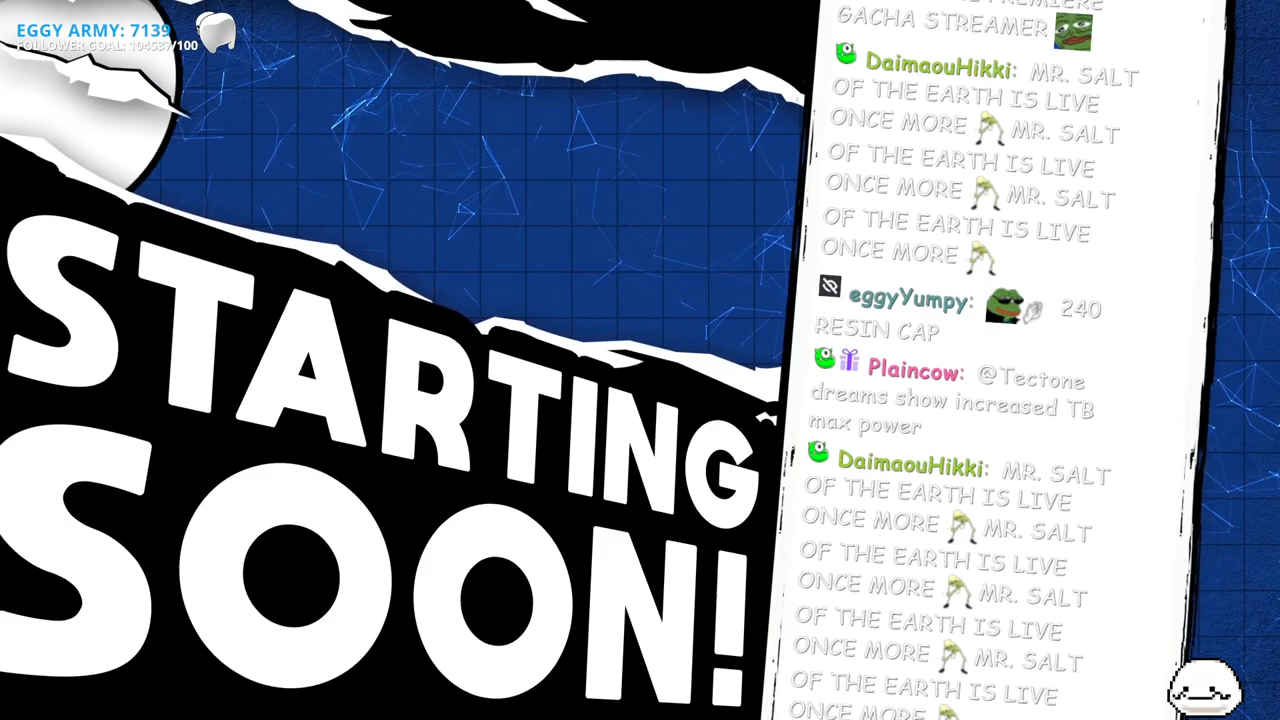 EGGY ARMY: 7139
FOLLOWER GOAL: 104537/100
STARTING
SOON!
PREMIERE
GACHA STREAMER
DaimaouHikki: MR. SALT
OF THE EARTH IS LIVE
ONCE MORE MR. SALT
OF THE EARTH IS LIVE
ONCE MORE MR. SALT
OF THE EARTH IS LIVE
ONCE MORE
eggyYumpy: 240
RESIN CAP
Plaincow: @Tectone
dreams show increased TB
max power
DaimaouHikki: MR. SALT
OF THE EARTH IS LIVE
ONCE MORE MR. SALT
OF THE EARTH IS LIVE
ONCE MORE MR. SALT
OF THE EARTH IS LIVE
ONCE MORE MR. SALT
OF THE EARTH IS LIVE
ONCE MORE